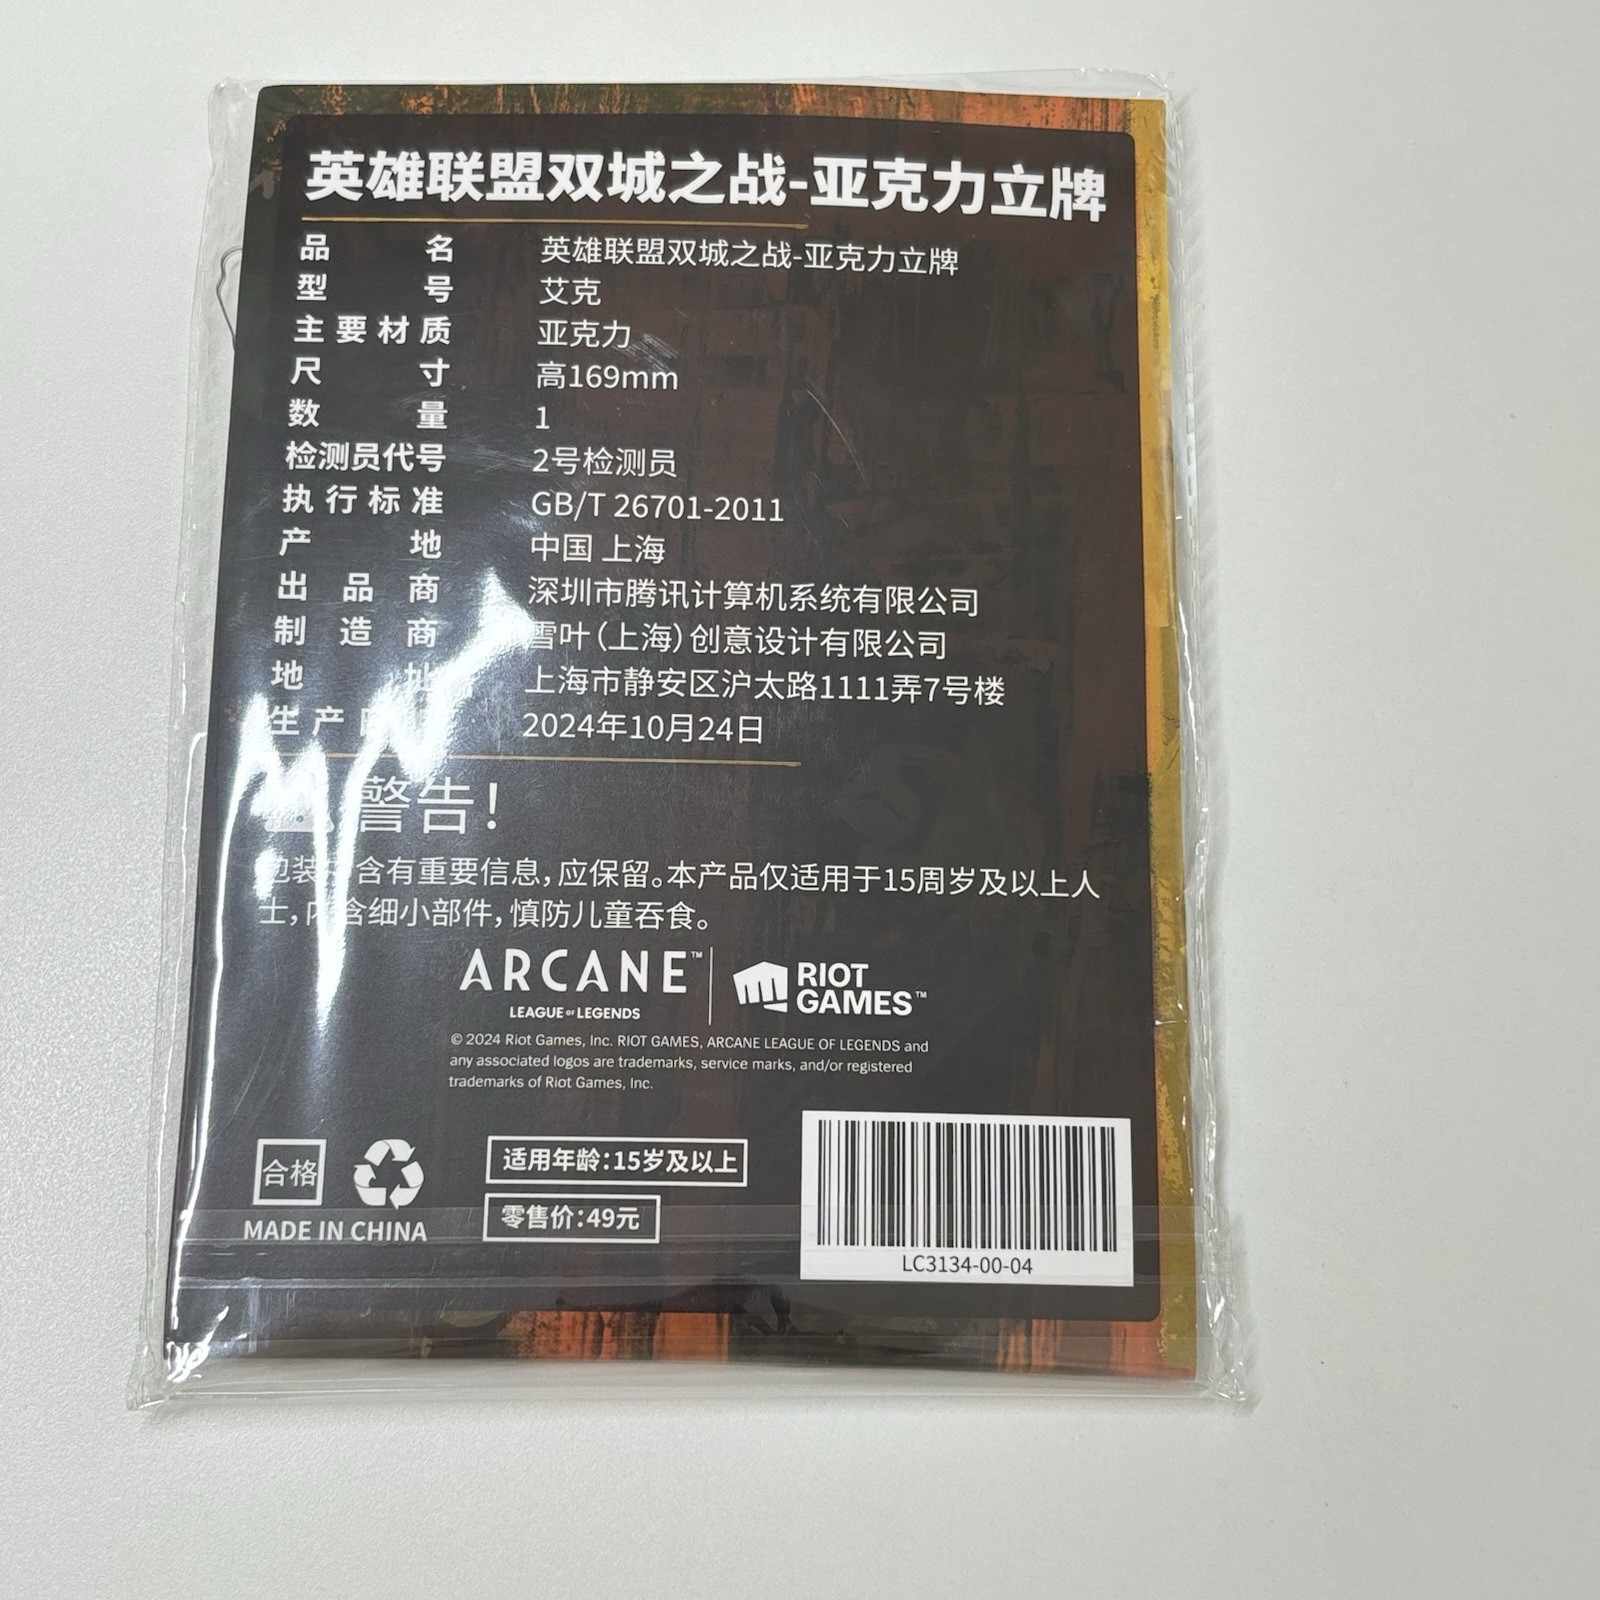 英雄联盟双城之战-亚克力立牌
品名 英雄联盟双城之战-亚克力立牌
型号 艾克
主要材质 亚克力
尺寸 高169mm
数量 1
检测员代号 2号检测员
执行标准 GB/T 26701-2011
产地 中国 上海
出品商 深圳市腾讯计算机系统有限公司
制造商 雪叶(上海)创意设计有限公司
地址 上海市静安区沪太路1111弄7号楼
生产日期 2024年10月24日
警告!
包装内含有重要信息,应保留。本产品仅适用于15周岁及以上人
士,内含细小部件,慎防儿童吞食。
ARCANE™
LEAGUE OF LEGENDS
RIOT
GAMES™
© 2024 Riot Games, Inc. RIOT GAMES, ARCANE LEAGUE OF LEGENDS and
any associated logos are trademarks, service marks, and/or registered
trademarks of Riot Games, Inc.
合格
MADE IN CHINA
适用年龄:15岁及以上
零售价:49元
LC3134-00-04